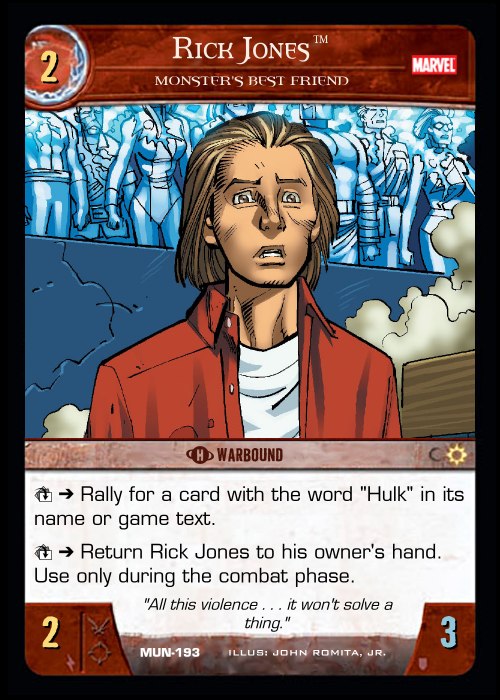 2
RICK JONES™
MARVEL
MONSTER'S BEST FRIEND
H WARBOUND
➔ Rally for a card with the word "Hulk" in its
name or game text.
➔ Return Rick Jones to his owner's hand.
Use only during the combat phase.
"All this violence . . . it won't solve a
thing."
2
MUN-193 ILLUS: JOHN ROMITA, JR.
3